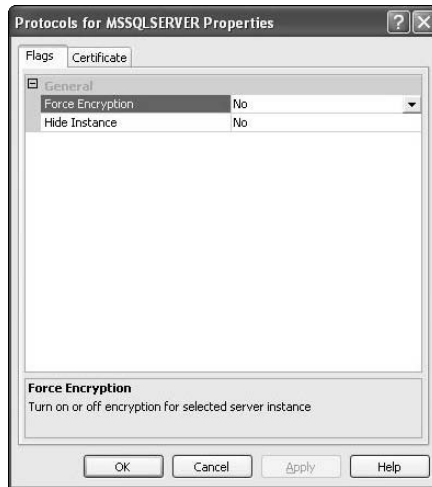 Protocols for MSSQLSERVER Properties
Flags Certificate
General
Force Encryption No
Hide Instance No
Force Encryption
Turn on or off encryption for selected server instance
OK Cancel Apply Help